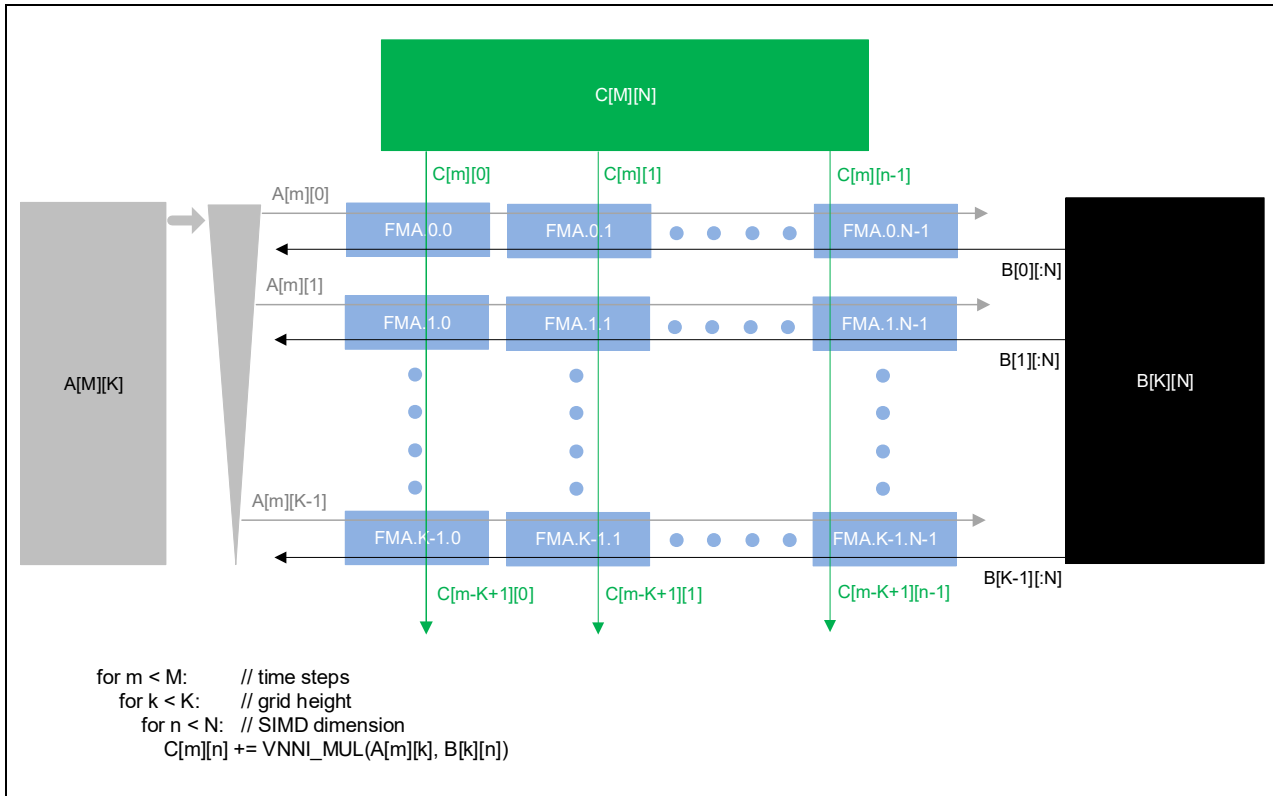 C[M][N]
C[m][0]
C[m][1]
C[m][n-1]
A[m][0]
FMA.0.0
FMA.0.1
FMA.0.N-1
B[0][:N]
A[m][1]
FMA.1.0
FMA.1.1
FMA.1.N-1
B[1][:N]
A[M][K]
B[K][N]
A[m][K-1]
FMA.K-1.0
FMA.K-1.1
FMA.K-1.N-1
B[K-1][:N]
C[m-K+1][0]
C[m-K+1][1]
C[m-K+1][n-1]
for m < M: // time steps
for k < K: // grid height
for n < N: // SIMD dimension
C[m][n] += VNNI_MUL(A[m][k], B[k][n])